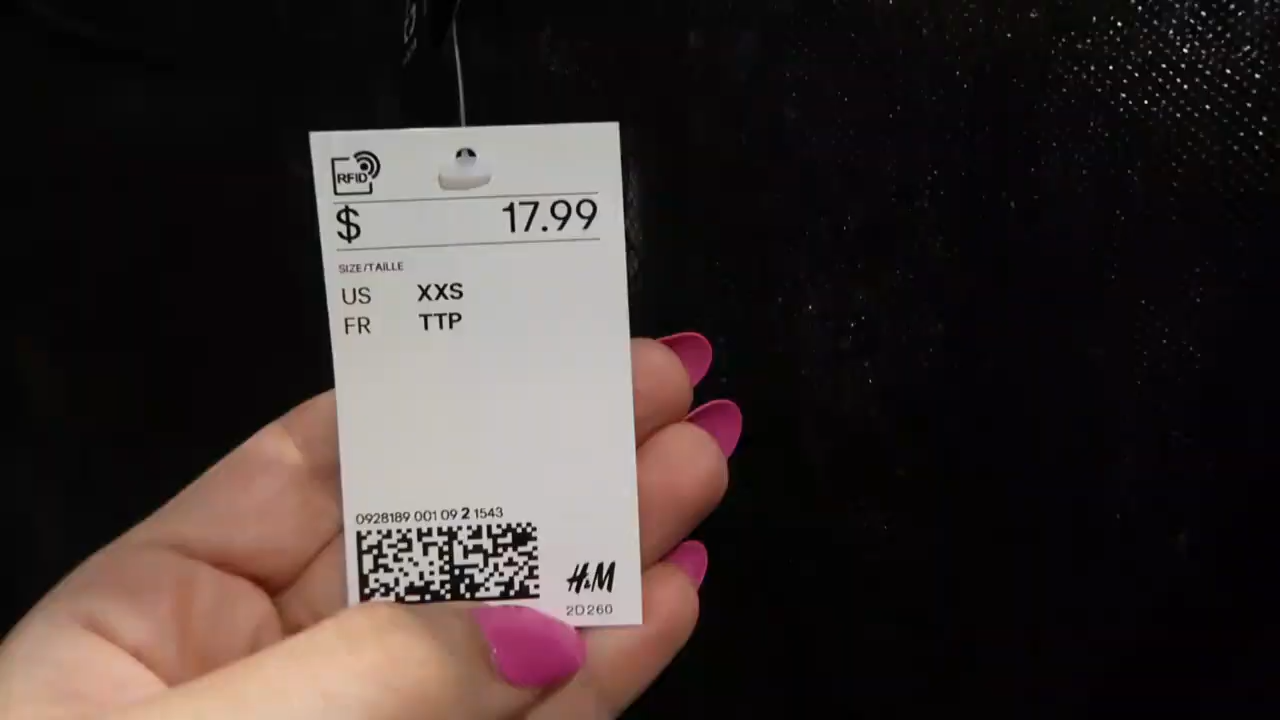 RFID
$ 17.99
SIZE/TAILLE
US XXS
FR TTP
0928189 001 09 2 1543
H&M
2D260